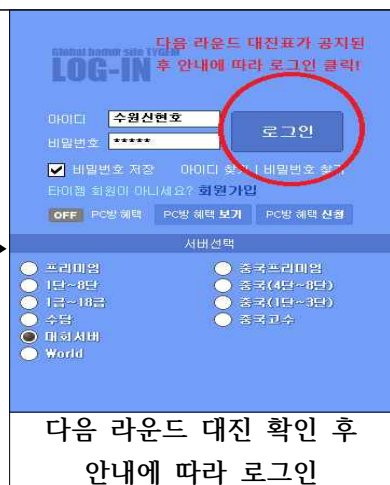 Global baduk site TYGEM
다음 라운드 대진표가 공지된
LOG-IN 후 안내에 따라 로그인 클릭!
아이디 수원신현호
로그인
비밀번호 *****
비밀번호 저장 아이디 찾기 | 비밀번호 찾기
타이젬 회원이 아니세요? 회원가입
OFF PC방 혜택 PC방 혜택 보기 PC방 혜택 신청
서버선택
프리미엄 중국프리미엄
1단~8단 중국(4단~8단)
1급~18급 중국(1단~3단)
수담 중국고수
대회서버
World
다음 라운드 대진 확인 후
안내에 따라 로그인